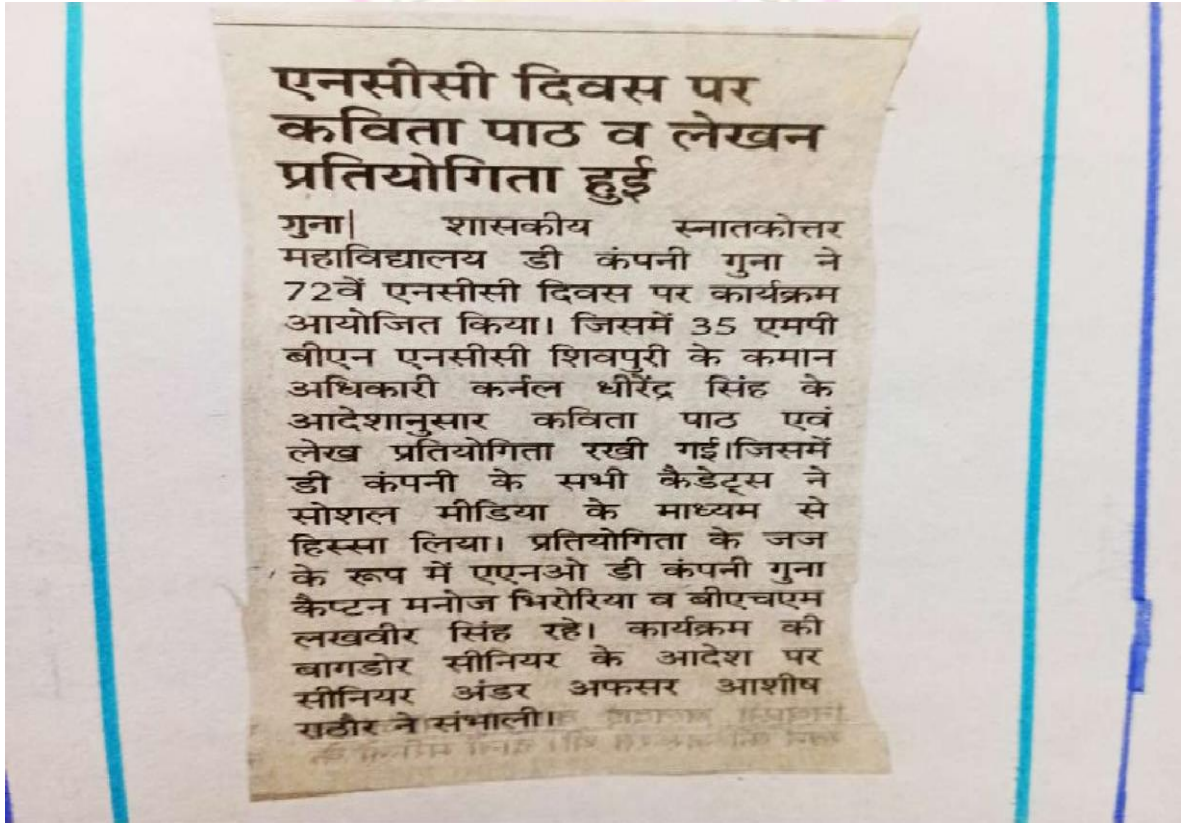 एनसीसी दिवस पर
कविता पाठ व लेखन
प्रतियोगिता हुई
गुना| शासकीय स्नातकोत्तर
महाविद्यालय डी कंपनी गुना ने
72वें एनसीसी दिवस पर कार्यक्रम
आयोजित किया। जिसमें 35 एमपी
बीएन एनसीसी शिवपुरी के कमान
अधिकारी कर्नल धीरेंद्र सिंह के
आदेशानुसार कविता पाठ एवं
लेख प्रतियोगिता रखी गई।जिसमें
डी कंपनी के सभी कैडेट्स ने
सोशल मीडिया के माध्यम से
हिस्सा लिया। प्रतियोगिता के जज
के रूप में एएनओ डी कंपनी गुना
कैप्टन मनोज भिरोरिया व बीएचएम
लखवीर सिंह रहे। कार्यक्रम की
बागडोर सीनियर के आदेश पर
सीनियर अंडर अफसर आशीष
राठौर ने संभाली।